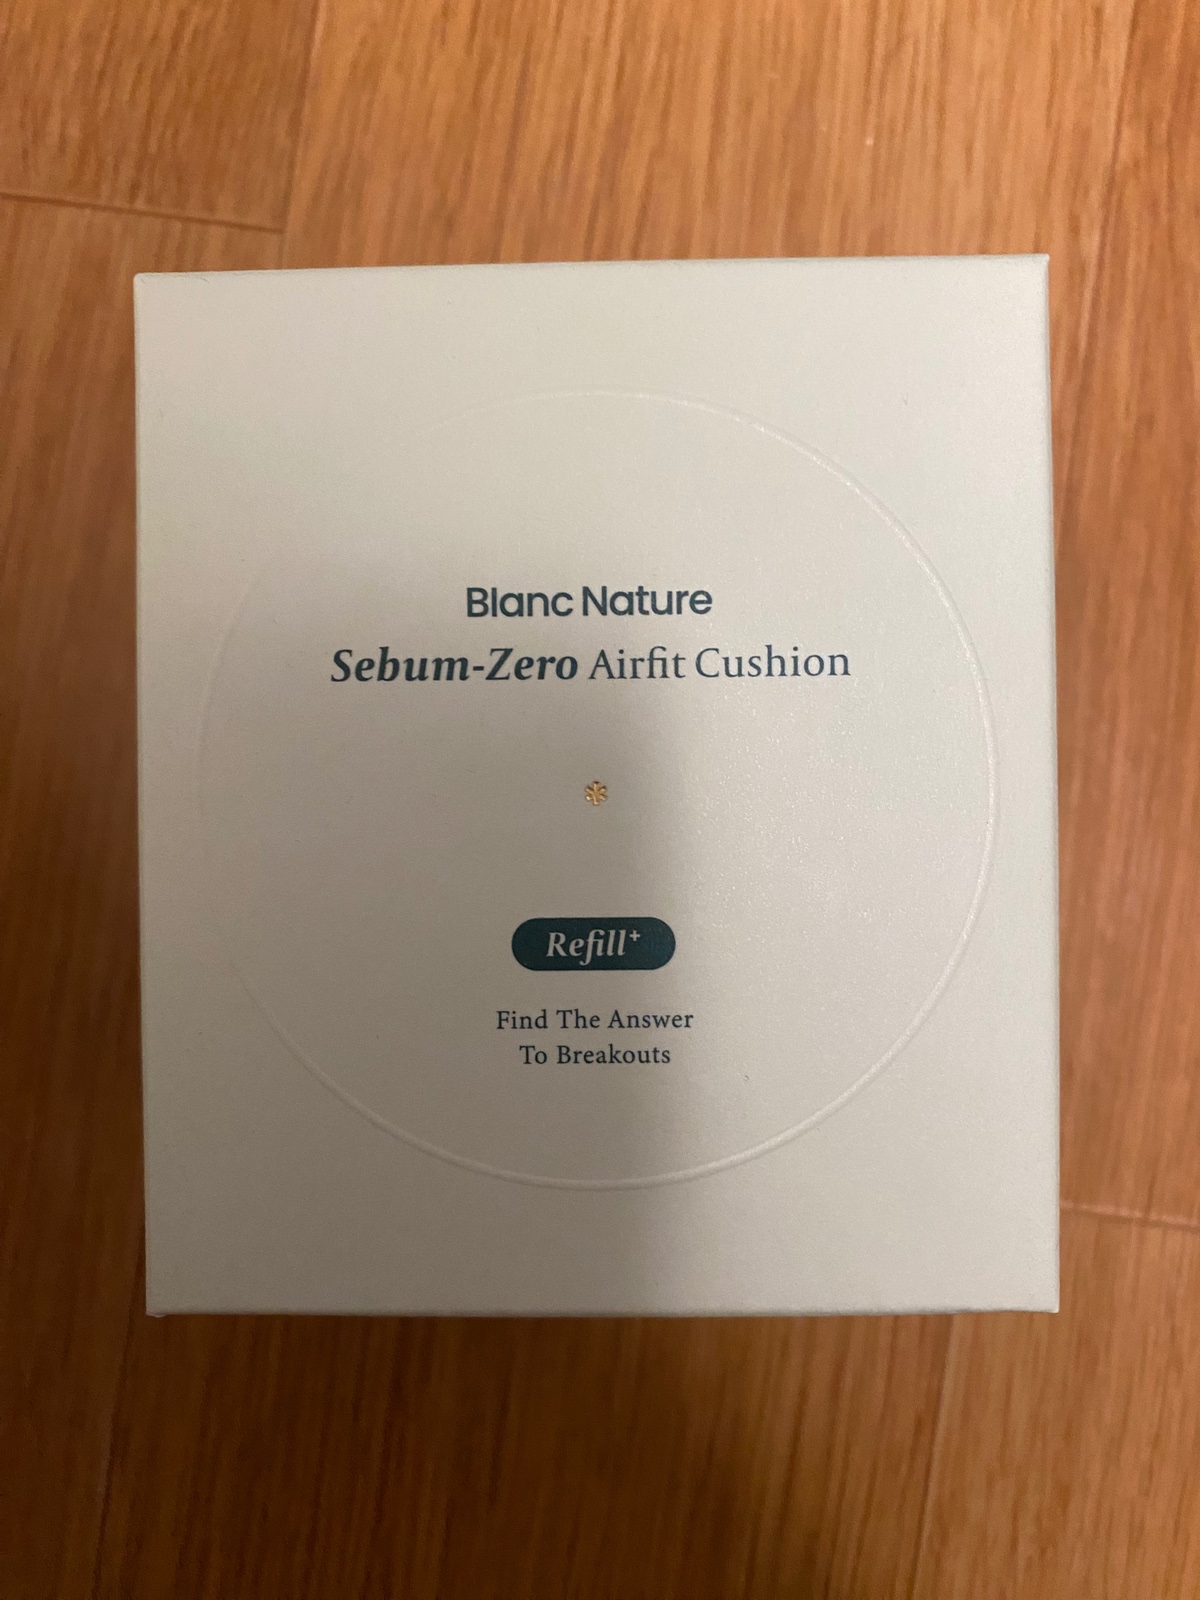 Blanc Nature
Sebum-Zero Airfit Cushion
Refill+
Find The Answer
To Breakouts